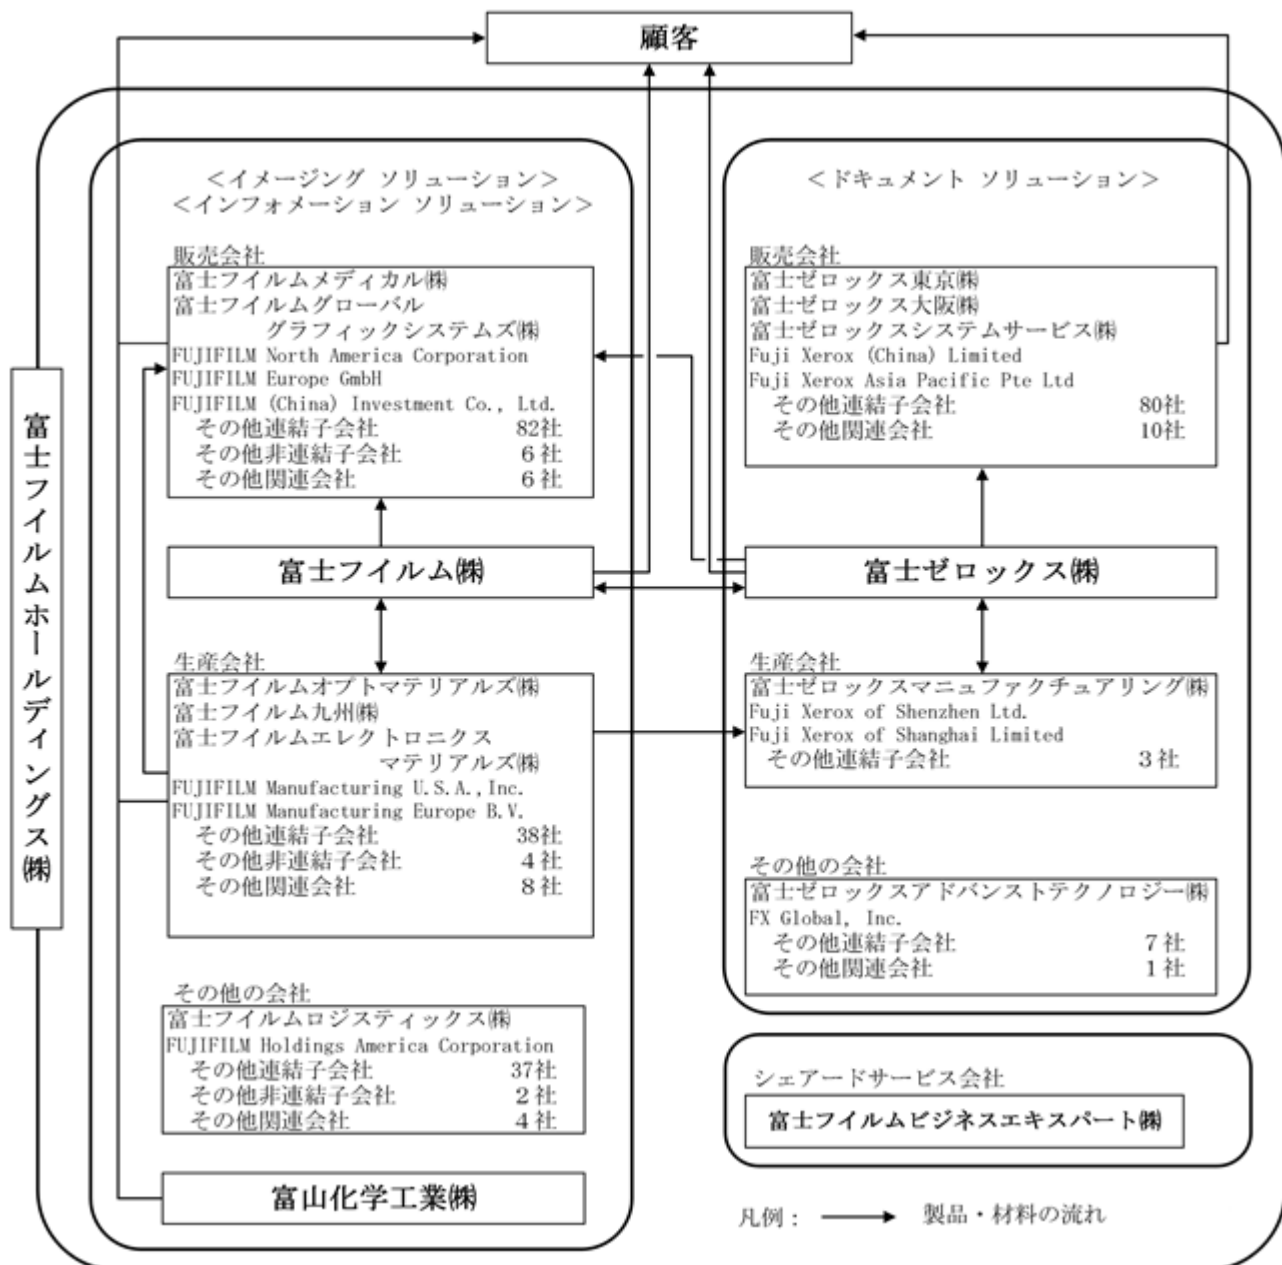 顧客
富士フイルムホールディングス㈱
＜イメージング ソリューション＞
＜インフォメーション ソリューション＞
販売会社
富士フイルムメディカル㈱
富士フイルムグローバル
グラフィックシステムズ㈱
FUJIFILM North America Corporation
FUJIFILM Europe GmbH
FUJIFILM (China) Investment Co., Ltd.
その他連結子会社 82社
その他非連結子会社 6社
その他関連会社 6社
富士フイルム㈱
生産会社
富士フイルムオプトマテリアルズ㈱
富士フイルム九州㈱
富士フイルムエレクトロニクス
マテリアルズ㈱
FUJIFILM Manufacturing U.S.A.,Inc.
FUJIFILM Manufacturing Europe B.V.
その他連結子会社 38社
その他非連結子会社 4社
その他関連会社 8社
その他の会社
富士フイルムロジスティックス㈱
FUJIFILM Holdings America Corporation
その他連結子会社 37社
その他非連結子会社 2社
その他関連会社 4社
富山化学工業㈱
＜ドキュメント ソリューション＞
販売会社
富士ゼロックス東京㈱
富士ゼロックス大阪㈱
富士ゼロックスシステムサービス㈱
Fuji Xerox (China) Limited
Fuji Xerox Asia Pacific Pte Ltd
その他連結子会社 80社
その他関連会社 10社
富士ゼロックス㈱
生産会社
富士ゼロックスマニュファクチュアリング㈱
Fuji Xerox of Shenzhen Ltd.
Fuji Xerox of Shanghai Limited
その他連結子会社 3社
その他の会社
富士ゼロックスアドバンストテクノロジー㈱
FX Global, Inc.
その他連結子会社 7社
その他関連会社 1社
シェアードサービス会社
富士フイルムビジネスエキスパート㈱
凡例： 製品・材料の流れ